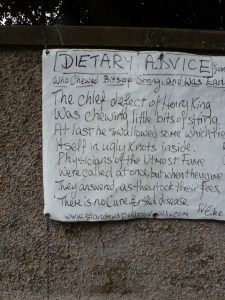 DIETARY ADVICE
Who Chewed Bits of String, and Was Early
The chief defect of Henry King
Was chewing little bits of string.
At last he swallowed some which tie
Itself in ugly Knots inside.
Physicians of the Utmost Fame
Were called at once, but when they came
They answered, as they took their fees
There is no Cure for this disease